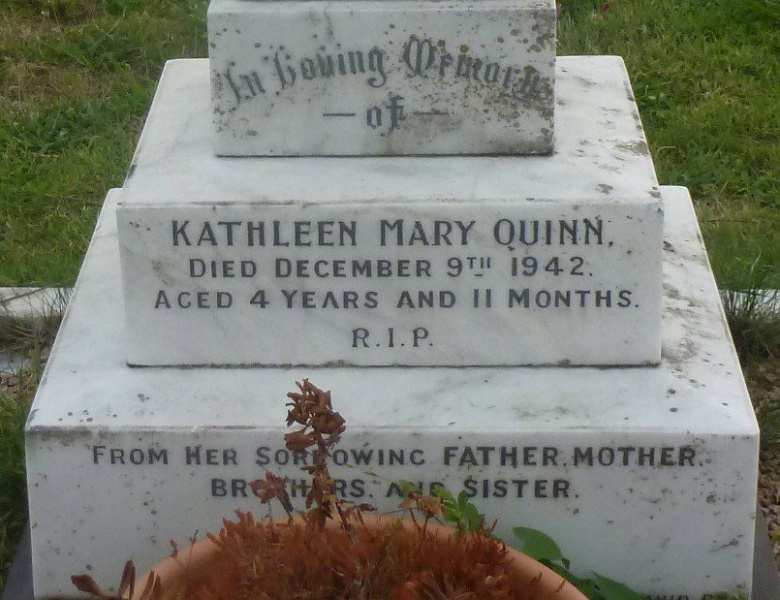 In Loving Memory
— of —
KATHLEEN MARY QUINN.
DIED DECEMBER 9TH 1942.
AGED 4 YEARS AND 11 MONTHS.
R.I.P.
FROM HER SORROWING FATHER, MOTHER,
BROTHERS, AND SISTER.